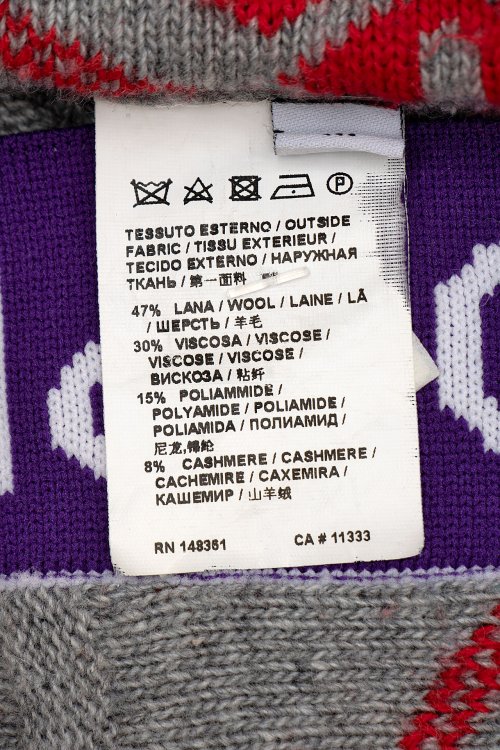 TESSUTO ESTERNO / OUTSIDE
FABRIC / TISSU EXTERIEUR /
TECIDO EXTERNO / НАРУЖНАЯ
ТКАНЬ / 第一面料
47% LANA / WOOL / LAINE / LÃ
/ ШЕРСТЬ / 羊毛
30% VISCOSA / VISCOSE /
VISCOSE / VISCOSE /
ВИСКОЗА / 粘纤
15% POLIAMMIDE /
POLYAMIDE / POLIAMIDE /
POLIAMIDA / ПОЛИАМИД /
尼龙,锦纶
8% CASHMERE / CASHMERE /
CACHEMIRE / CAXEMIRA /
КАШЕМИР / 山羊绒
RN 148361 CA # 11333